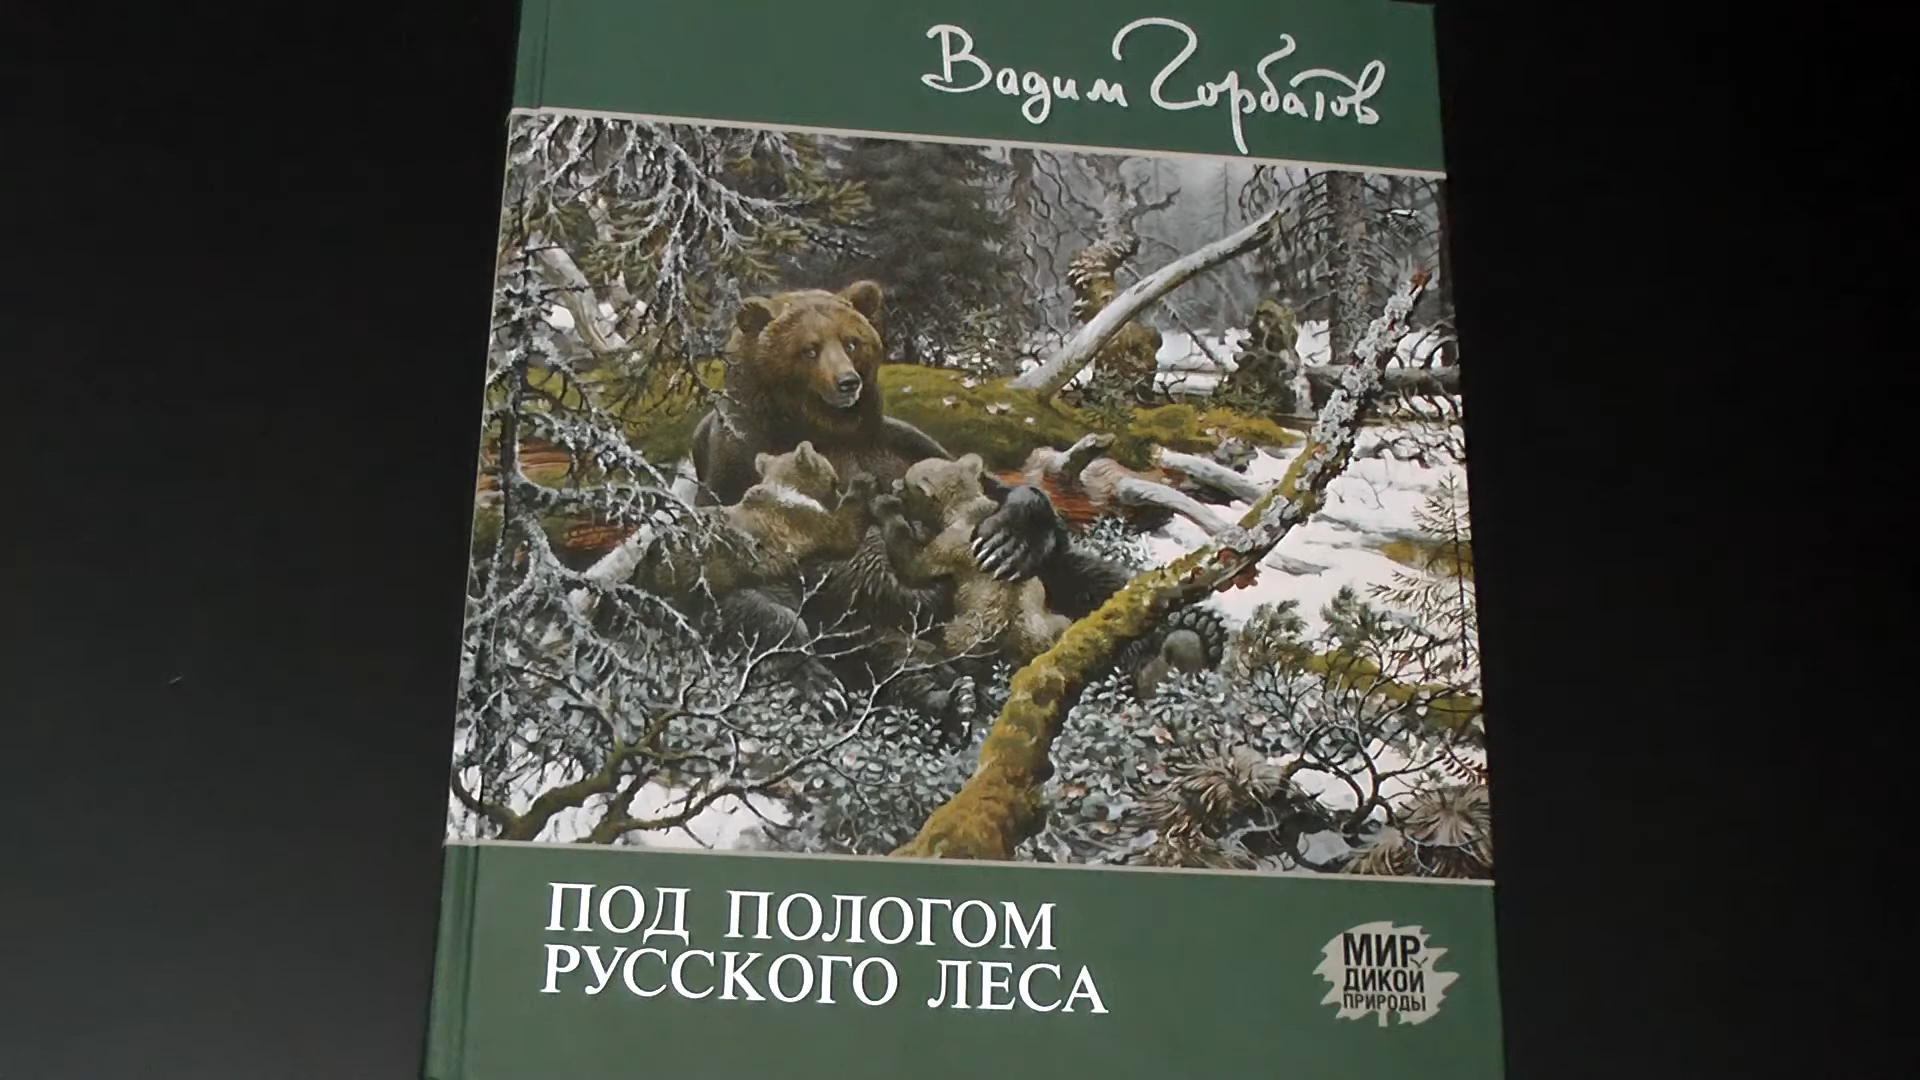 Вадим Горбатов
ПОД ПОЛОГОМ
РУССКОГО ЛЕСА
МИР
ДИКОЙ
ПРИРОДЫ